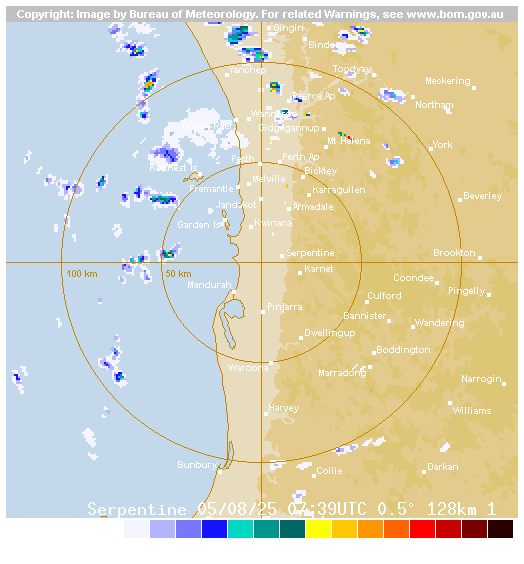 Copyright: Image by Bureau of Meteorology. For related Warnings, see www.bom.gov.au
Gingin
Toodyay
Yanchep
Meckering
Pearce Ap
Northam
Gidgegannup
Mt Helena
York
Perth
Perth Ap
Rottnest Is
Bickley
Melville
Fremantle
Karragullen
Beverley
Jandakot
Armadale
Garden Is
Kwinana
Serpentine
Brookton
100 km
50 km
Karnet
Coondee
Mandurah
Pingelly
Culford
Pinjarra
Bannister
Wandering
Dwellingup
Boddington
Waroona
Marradong
Narrogin
Harvey
Williams
Bunbury
Collie
Darkan
Serpentine 05/08/25 07:39UTC 0.5° 128km 1